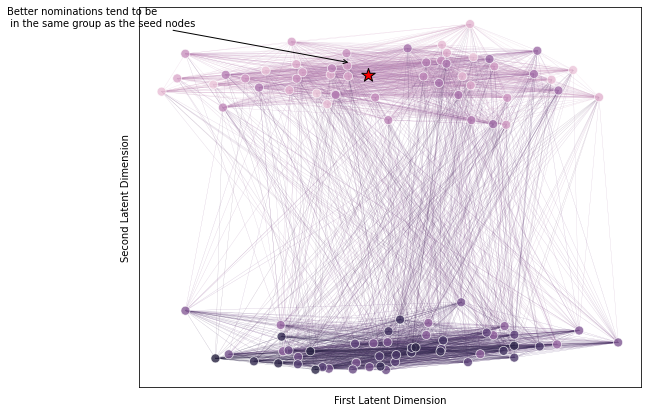 Better nominations tend to be
in the same group as the seed nodes
Second Latent Dimension
First Latent Dimension